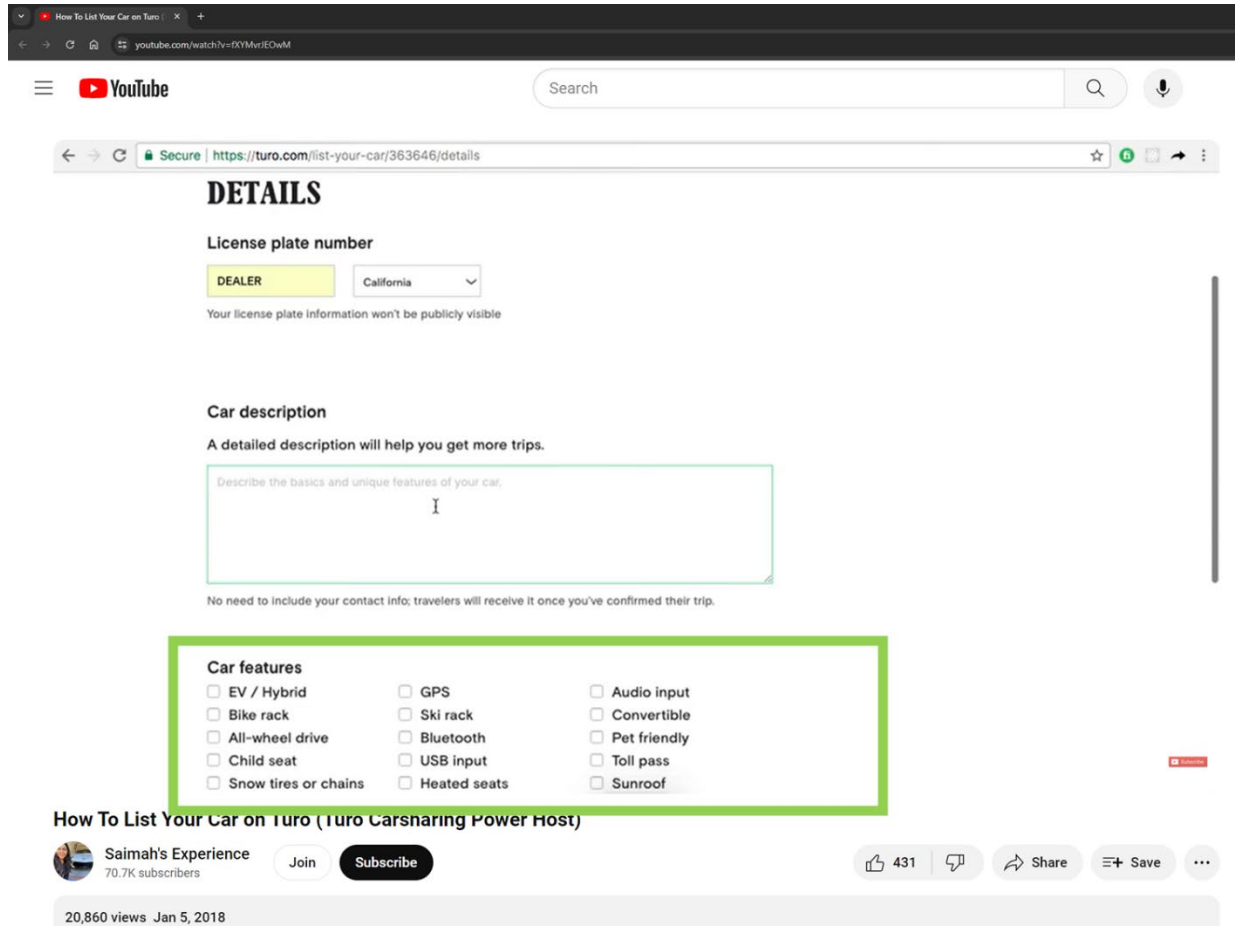 How To List Your Car on Turo (
youtube.com/watch?v=fXYMvrJEOwM
YouTube
Search
Secure | https://turo.com/list-your-car/363646/details
DETAILS
License plate number
DEALER California
Your license plate information won't be publicly visible
Car description
A detailed description will help you get more trips.
Describe the basics and unique features of your car.
No need to include your contact info; travelers will receive it once you've confirmed their trip.
Car features
EV / Hybrid GPS Audio input
Bike rack Ski rack Convertible
All-wheel drive Bluetooth Pet friendly
Child seat USB input Toll pass
Subscribe
Snow tires or chains Heated seats Sunroof
How To List Your Car on Turo (Turo Carsharing Power Host)
Saimah's Experience
70.7K subscribers
Join Subscribe 431 Share Save
20,860 views Jan 5, 2018